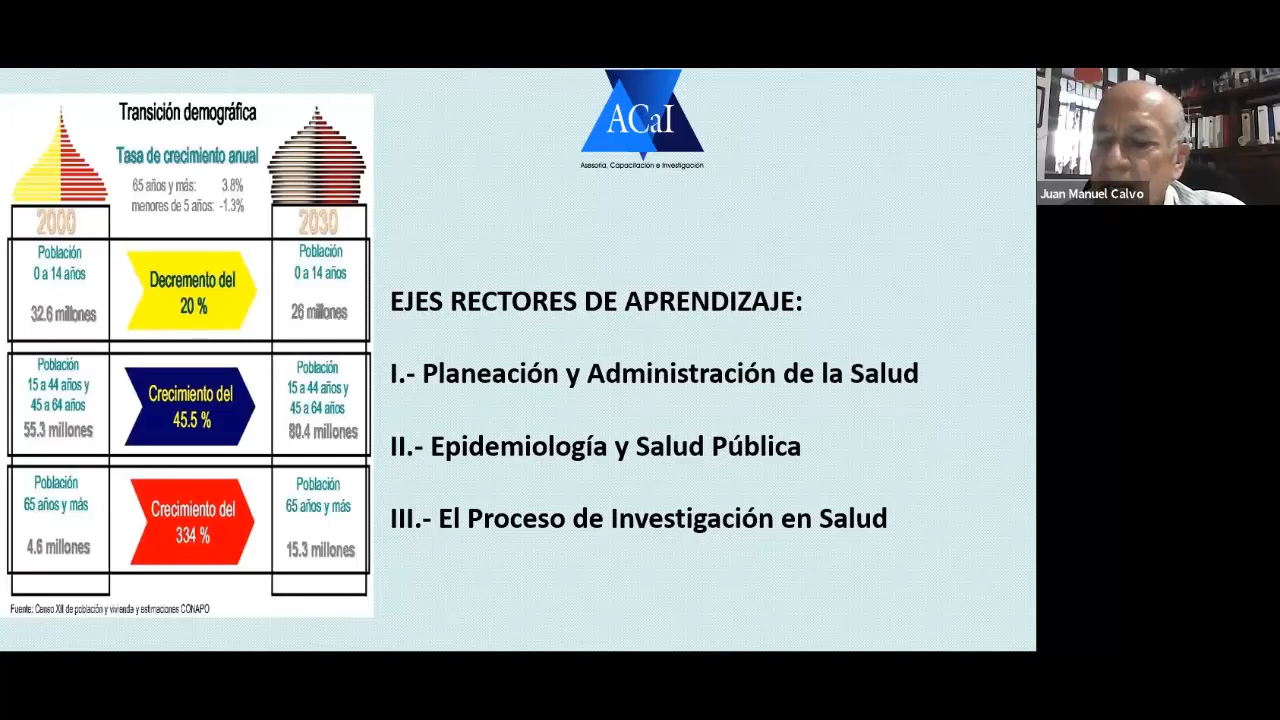 Transición demográfica
Tasa de crecimiento anual
65 años y más: 3.8%
menores de 5 años: -1.3%
2000
2030
Población
0 a 14 años
32.6 millones
Decremento del
20 %
Población
0 a 14 años
26 millones
Población
15 a 44 años y
45 a 64 años
55.3 millones
Crecimiento del
45.5 %
Población
15 a 44 años y
45 a 64 años
80.4 millones
Población
65 años y más
4.6 millones
Crecimiento del
334 %
Población
65 años y más
15.3 millones
Fuente: Censo XII de población y vivienda y estimaciones CONAPO
ACaI
Asesoría, Capacitación e Investigación
EJES RECTORES DE APRENDIZAJE:
I.- Planeación y Administración de la Salud
II.- Epidemiología y Salud Pública
III.- El Proceso de Investigación en Salud
Juan Manuel Calvo